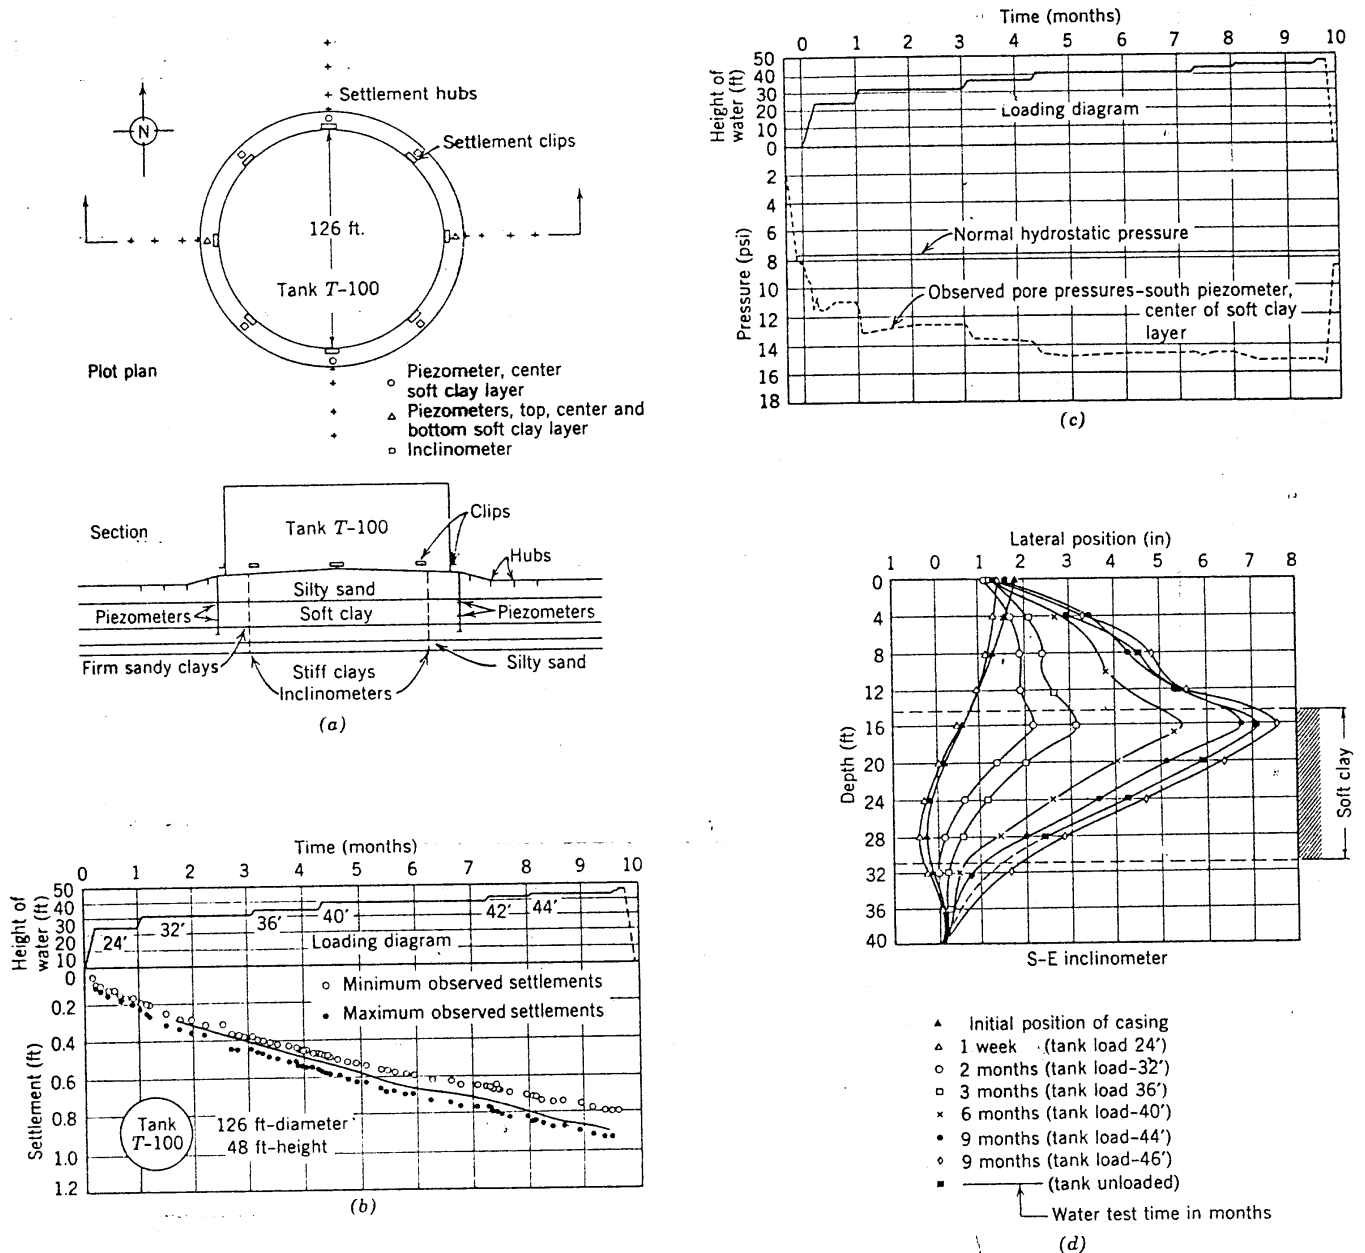 Settlement hubs
N
Settlement clips
126 ft.
Tank T-100
Plot plan
Piezometer, center
soft clay layer
Piezometers, top, center and
bottom soft clay layer
Inclinometer
Section
Tank T-100
Clips
Hubs
Silty sand
Piezometers
Soft clay
Piezometers
Firm sandy clays
Stiff clays
Silty sand
Inclinometers
(a)
Time (months)
0 1 2 3 4 5 6 7 8 9 10
Height of
water (ft)
50
40
30
20
10
0
24'
32'
36'
40'
42'
44'
Loading diagram
Minimum observed settlements
Maximum observed settlements
Settlement (ft)
0.2
0.4
0.6
0.8
1.0
1.2
Tank
T-100
126 ft-diameter
48 ft-height
(b)
Time (months)
0 1 2 3 4 5 6 7 8 9 10
Height of
water (ft)
50
40
30
20
10
0
Loading diagram
Pressure (psi)
2
4
6
8
10
12
14
16
18
Normal hydrostatic pressure
Observed pore pressures-south piezometer,
center of soft clay
layer
(c)
Lateral position (in)
1 0 1 2 3 4 5 6 7 8
Depth (ft)
0
4
8
12
16
20
24
28
32
36
40
Soft clay
S-E inclinometer
Initial position of casing
1 week (tank load 24')
2 months (tank load-32')
3 months (tank load 36')
6 months (tank load-40')
9 months (tank load-44')
9 months (tank load-46')
(tank unloaded)
Water test time in months
(d)